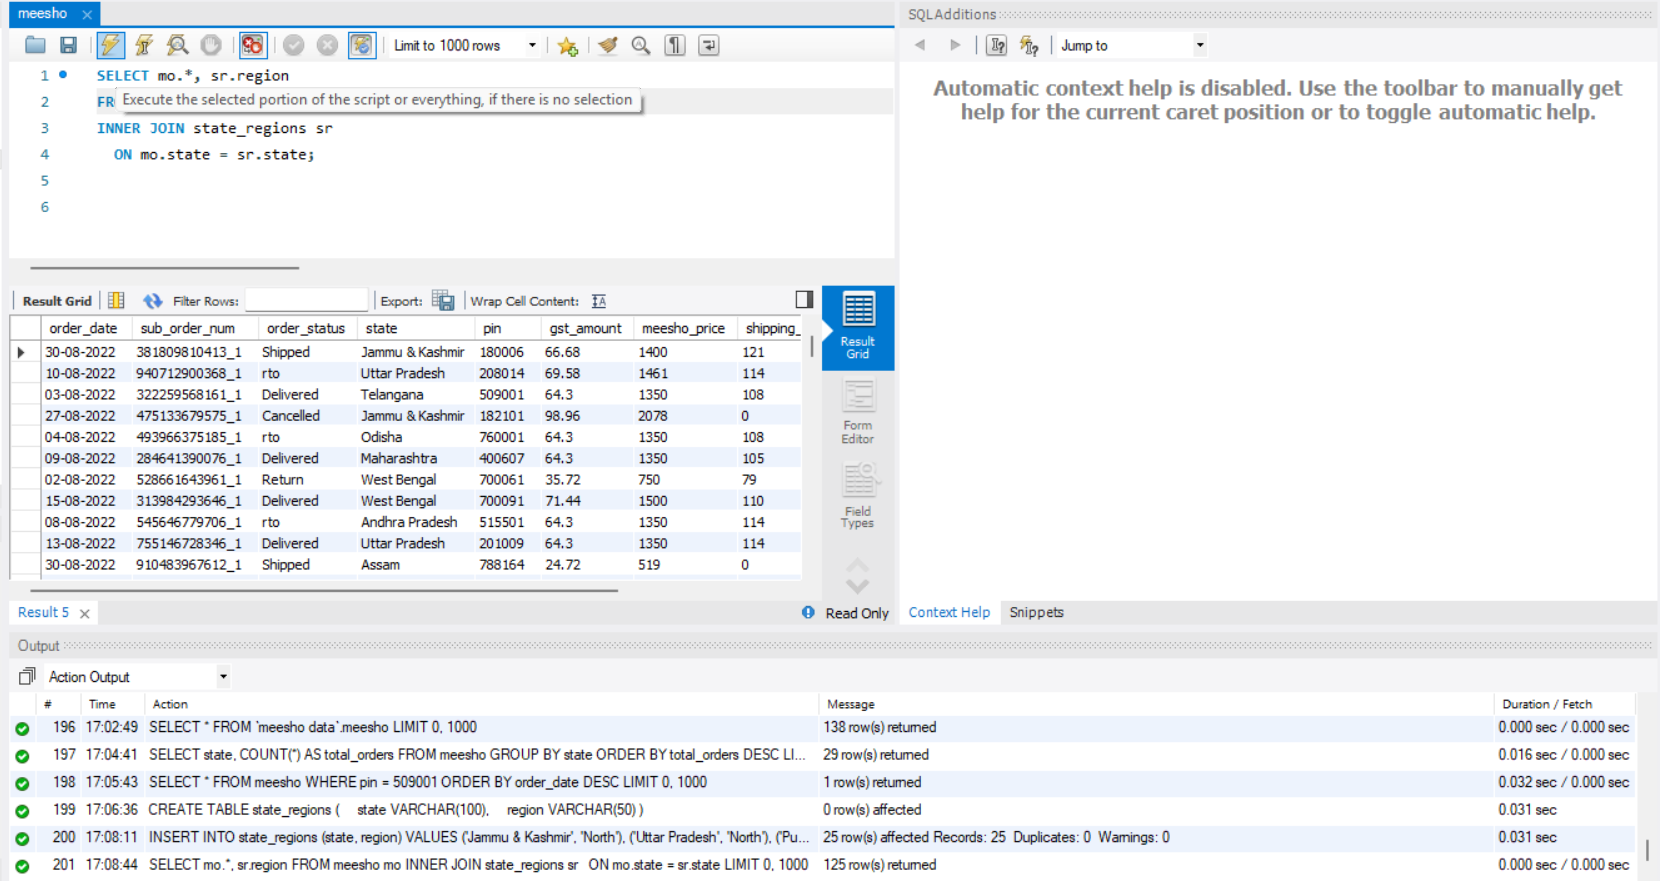 meesho
Limit to 1000 rows
1 SELECT mo.*, sr.region
2 FR
Execute the selected portion of the script or everything, if there is no selection
3 INNER JOIN state_regions sr
4 ON mo.state = sr.state;
5
6
Result Grid Filter Rows: Export: Wrap Cell Content: IA
order_date sub_order_num order_status state pin gst_amount meesho_price shipping_
30-08-2022 381809810413_1 Shipped Jammu & Kashmir 180006 66.68 1400 121
10-08-2022 940712900368_1 rto Uttar Pradesh 208014 69.58 1461 114
03-08-2022 322259568161_1 Delivered Telangana 509001 64.3 1350 108
27-08-2022 475133679575_1 Cancelled Jammu & Kashmir 182101 98.96 2078 0
04-08-2022 493966375185_1 rto Odisha 760001 64.3 1350 108
09-08-2022 284641390076_1 Delivered Maharashtra 400607 64.3 1350 105
02-08-2022 528661643961_1 Return West Bengal 700061 35.72 750 79
15-08-2022 313984293646_1 Delivered West Bengal 700091 71.44 1500 110
08-08-2022 545646779706_1 rto Andhra Pradesh 515501 64.3 1350 114
13-08-2022 755146728346_1 Delivered Uttar Pradesh 201009 64.3 1350 114
30-08-2022 910483967612_1 Shipped Assam 788164 24.72 519 0
Result
Grid
Form
Editor
Field
Types
Result 5
Read Only
SQLAdditions
Jump to
Automatic context help is disabled. Use the toolbar to manually get
help for the current caret position or to toggle automatic help.
Context Help Snippets
Output
Action Output
# Time Action Message Duration / Fetch
196 17:02:49 SELECT * FROM `meesho data`.meesho LIMIT 0, 1000 138 row(s) returned 0.000 sec / 0.000 sec
197 17:04:41 SELECT state, COUNT(*) AS total_orders FROM meesho GROUP BY state ORDER BY total_orders DESC LI... 29 row(s) returned 0.016 sec / 0.000 sec
198 17:05:43 SELECT * FROM meesho WHERE pin = 509001 ORDER BY order_date DESC LIMIT 0, 1000 1 row(s) returned 0.032 sec / 0.000 sec
199 17:06:36 CREATE TABLE state_regions ( state VARCHAR(100), region VARCHAR(50) ) 0 row(s) affected 0.031 sec
200 17:08:11 INSERT INTO state_regions (state, region) VALUES ('Jammu & Kashmir', 'North'), ('Uttar Pradesh', 'North'), ('Pu... 25 row(s) affected Records: 25 Duplicates: 0 Warnings: 0 0.031 sec
201 17:08:44 SELECT mo.*, sr.region FROM meesho mo INNER JOIN state_regions sr ON mo.state = sr.state LIMIT 0, 1000 125 row(s) returned 0.000 sec / 0.000 sec